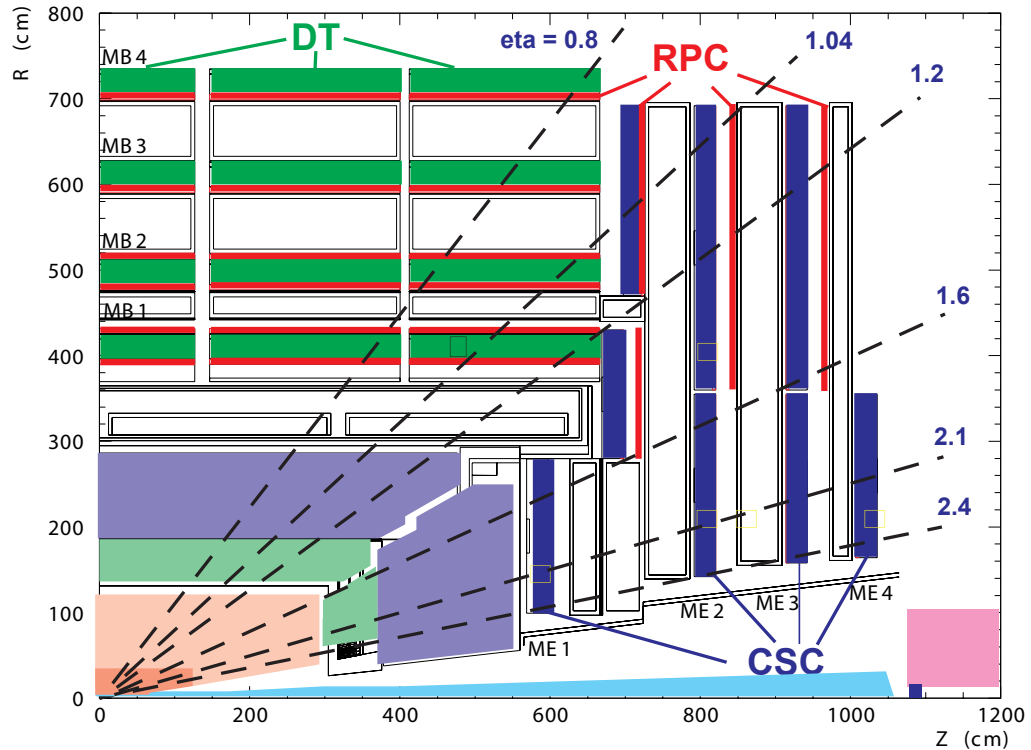 R (cm)
800
700
600
500
400
300
200
100
0
MB 4
MB 3
MB 2
MB 1
DT
eta = 0.8
RPC
1.04
1.2
1.6
2.1
2.4
ME 1
ME 2
ME 3
ME 4
CSC
0
200
400
600
800
1000
1200
Z (cm)